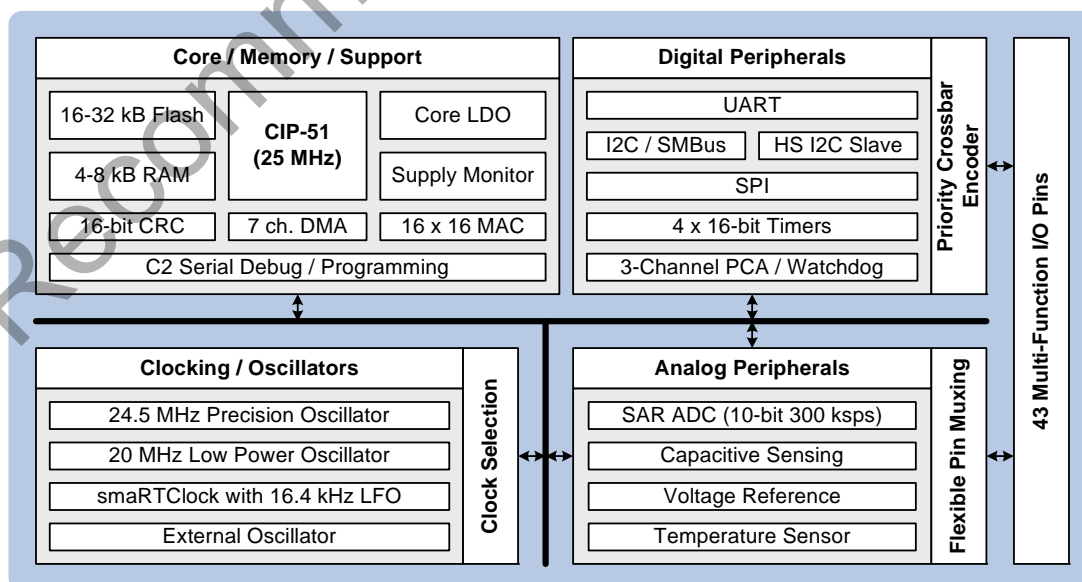 Core / Memory / Support
16-32 kB Flash
CIP-51
(25 MHz)
Core LDO
4-8 kB RAM
Supply Monitor
16-bit CRC
7 ch. DMA
16 x 16 MAC
C2 Serial Debug / Programming
Digital Peripherals
UART
I2C / SMBus
HS I2C Slave
SPI
4 x 16-bit Timers
3-Channel PCA / Watchdog
Priority Crossbar
Encoder
43 Multi-Function I/O Pins
Clocking / Oscillators
24.5 MHz Precision Oscillator
20 MHz Low Power Oscillator
smaRTClock with 16.4 kHz LFO
External Oscillator
Clock Selection
Analog Peripherals
SAR ADC (10-bit 300 ksps)
Capacitive Sensing
Voltage Reference
Temperature Sensor
Flexible Pin Muxing
Recomm